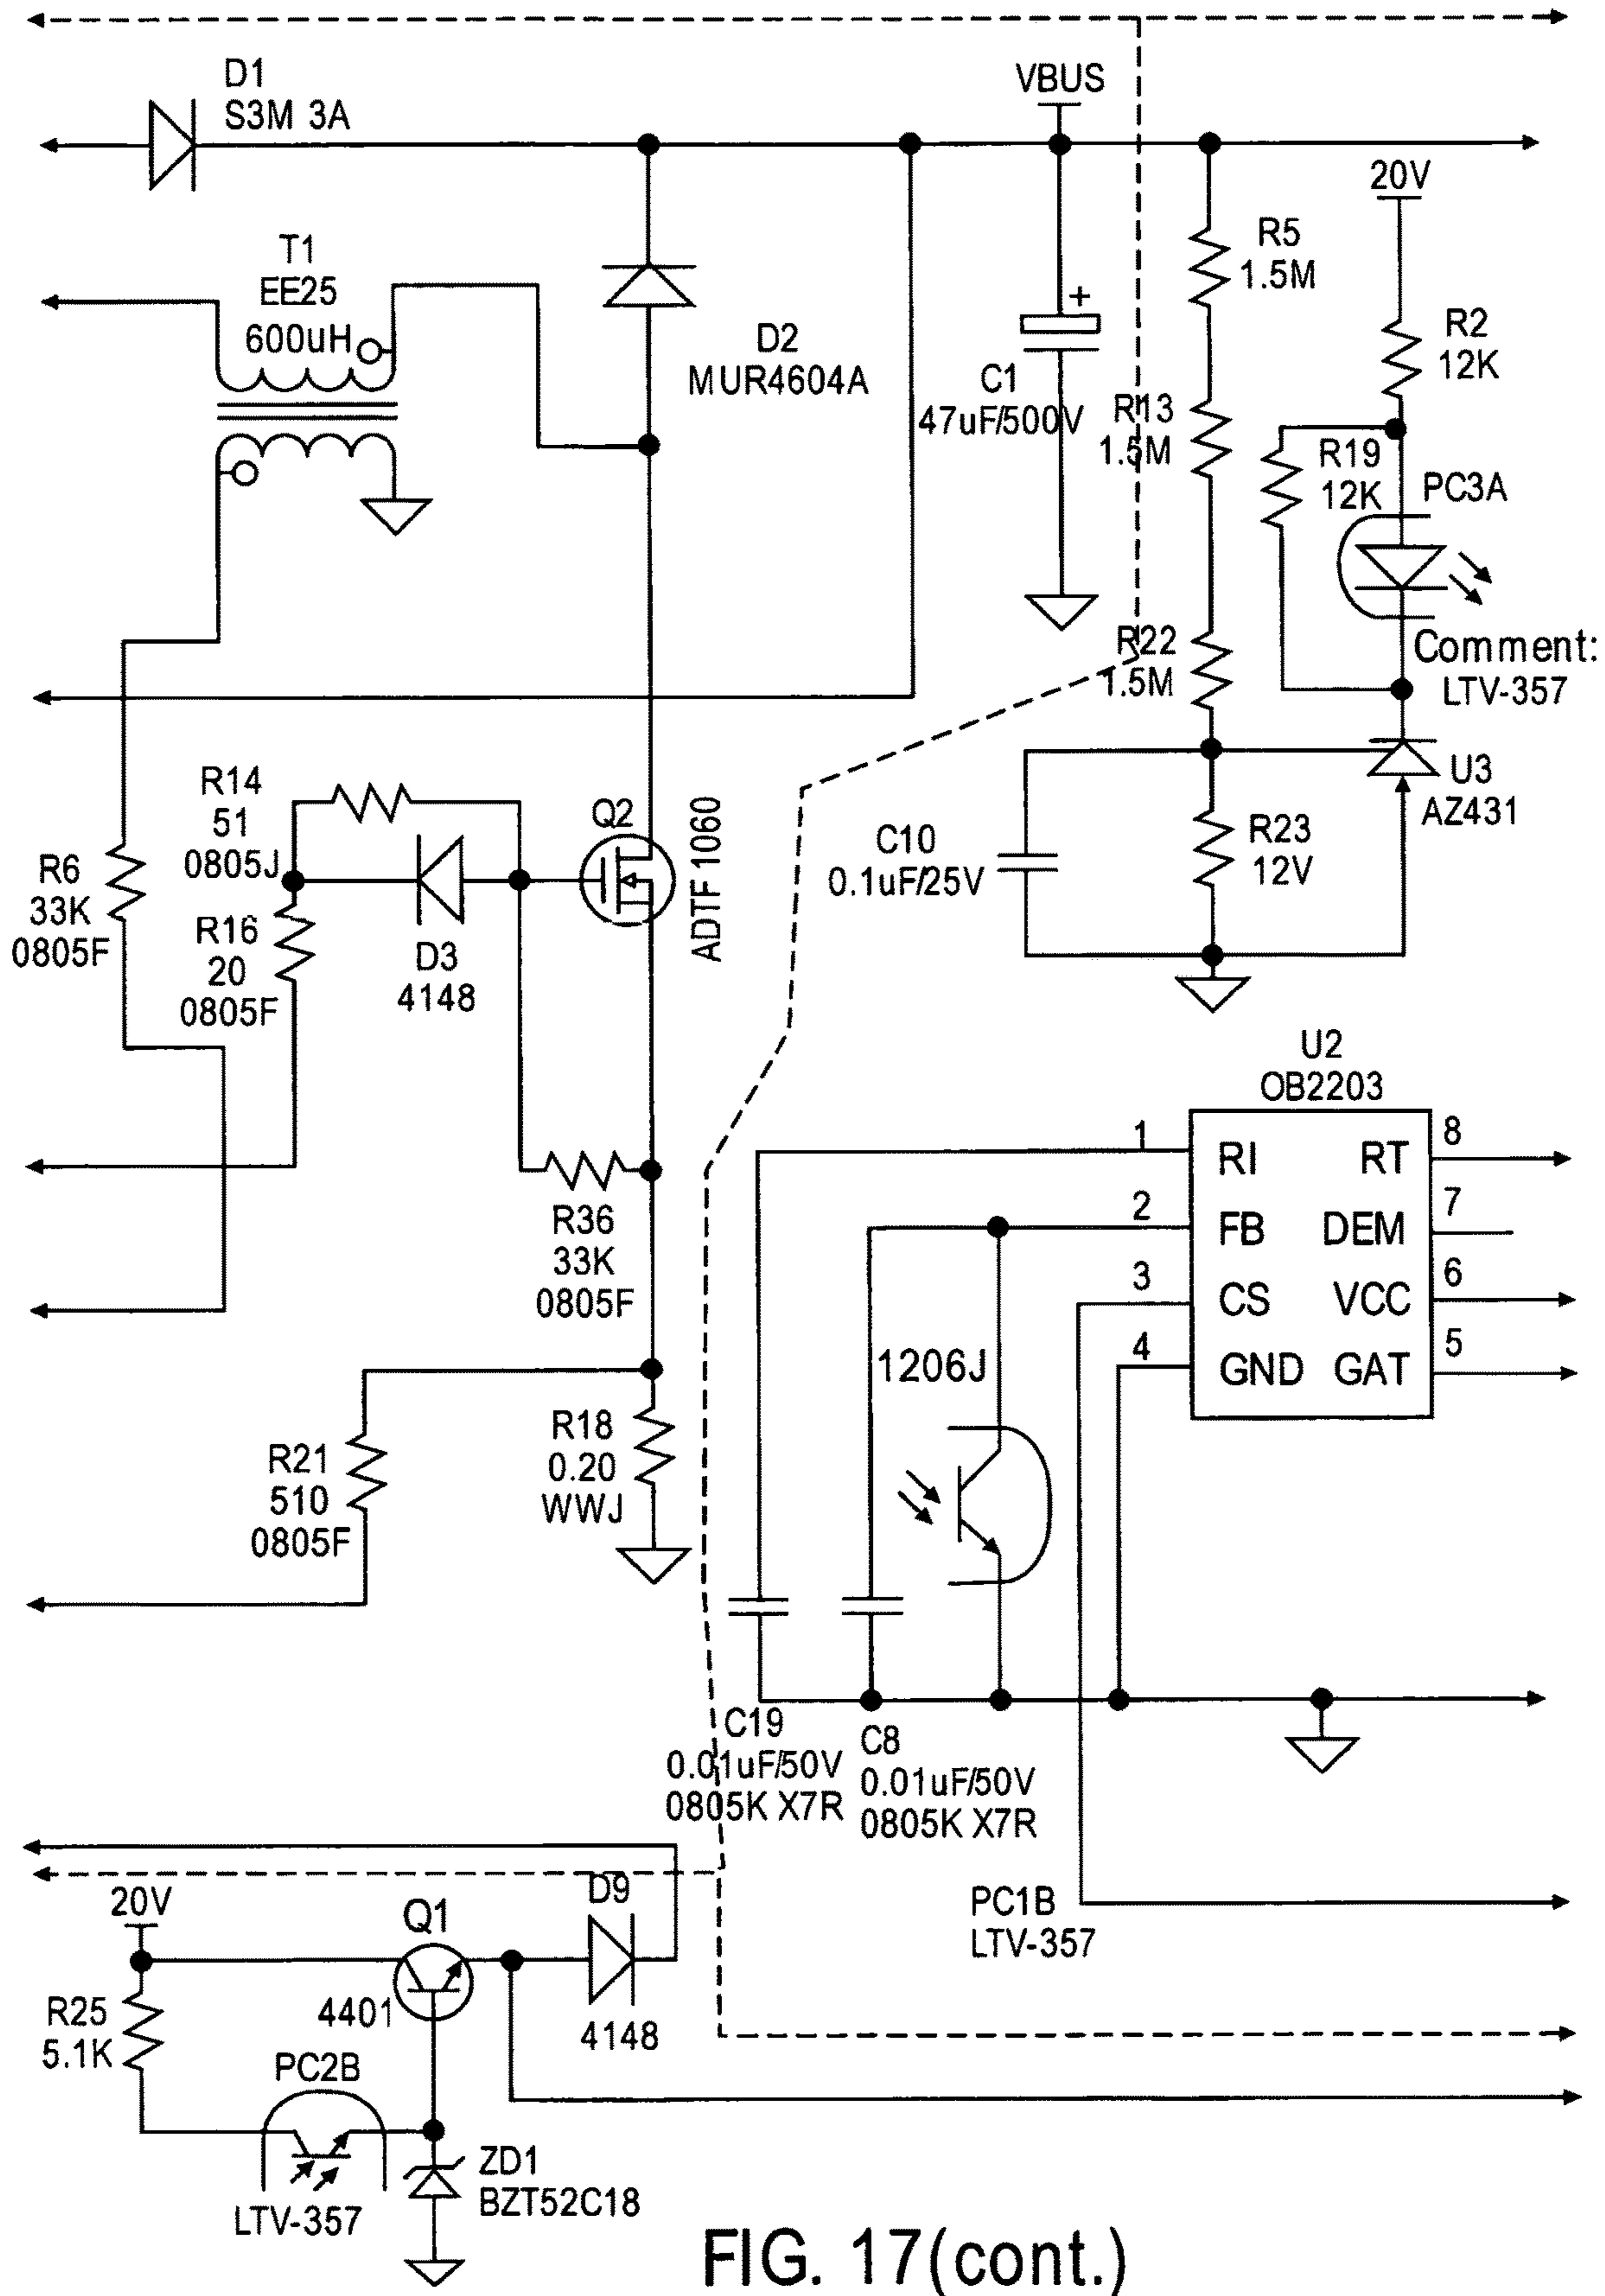 D1
S3M 3A
VBUS
20V
T1
EE25
600uH
R5
1.5M
R2
12K
D2
MUR4604A
C1
47uF/500V
R13
1.5M
R19
12K
PC3A
R22
1.5M
Comment:
LTV-357
R14
51
0805J
Q2
ADTF 1060
U3
AZ431
R6
33K
0805F
R16
20
0805F
D3
4148
C10
0.1uF/25V
R23
12V
U2
OB2203
1
RI
RT
8
2
FB
DEM
7
3
CS
VCC
6
4
GND
GAT
5
R36
33K
0805F
1206J
R21
510
0805F
R18
0.20
WWJ
C19
0.01uF/50V
0805K X7R
C8
0.01uF/50V
0805K X7R
PC1B
LTV-357
20V
Q1
D9
R25
5.1K
4401
4148
PC2B
LTV-357
ZD1
BZT52C18
FIG. 17(cont.)